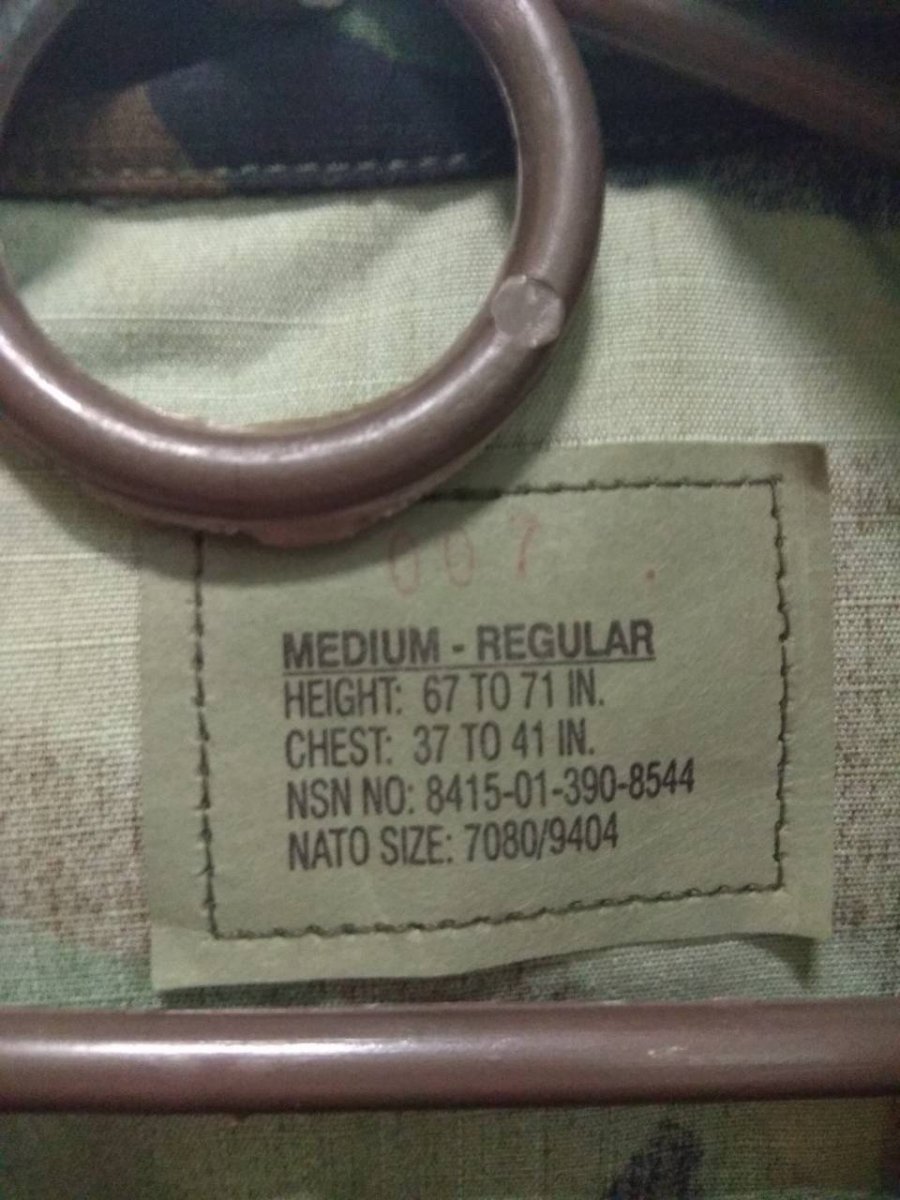 007
MEDIUM - REGULAR
HEIGHT: 67 TO 71 IN.
CHEST: 37 TO 41 IN.
NSN NO: 8415-01-390-8544
NATO SIZE: 7080/9404